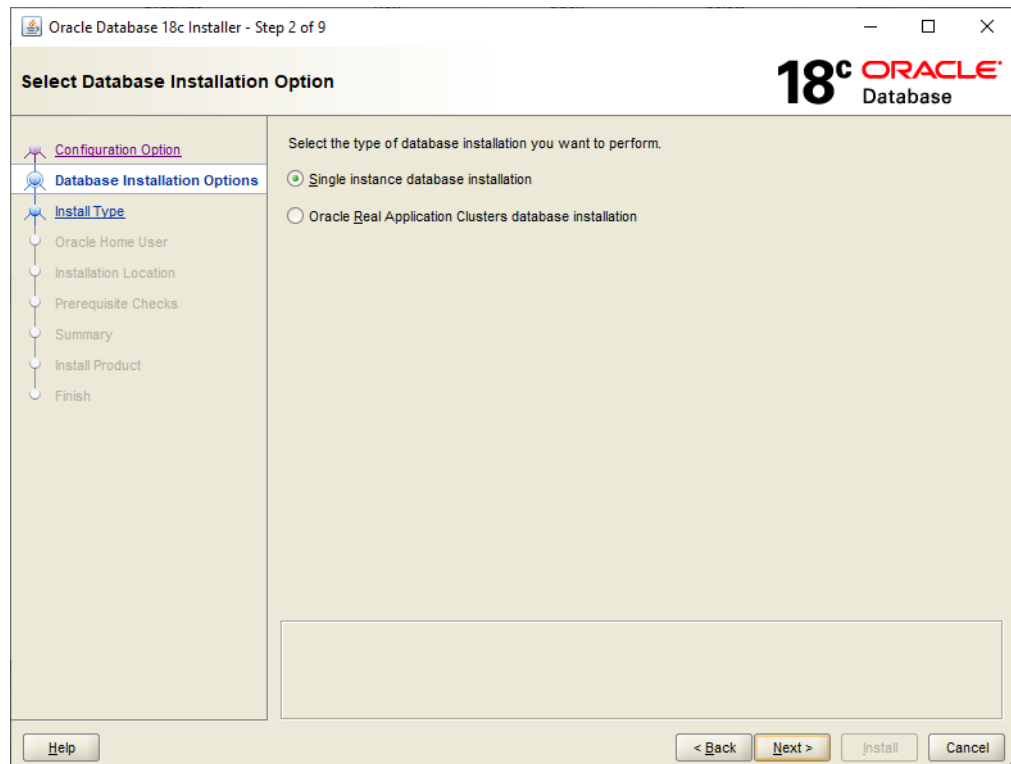 Oracle Database 18c Installer - Step 2 of 9
Select Database Installation Option
18c ORACLE
Database
Configuration Option
Database Installation Options
Install Type
Oracle Home User
Installation Location
Prerequisite Checks
Summary
Install Product
Finish
Select the type of database installation you want to perform.
Single instance database installation
Oracle Real Application Clusters database installation
Help
< Back
Next >
Install
Cancel